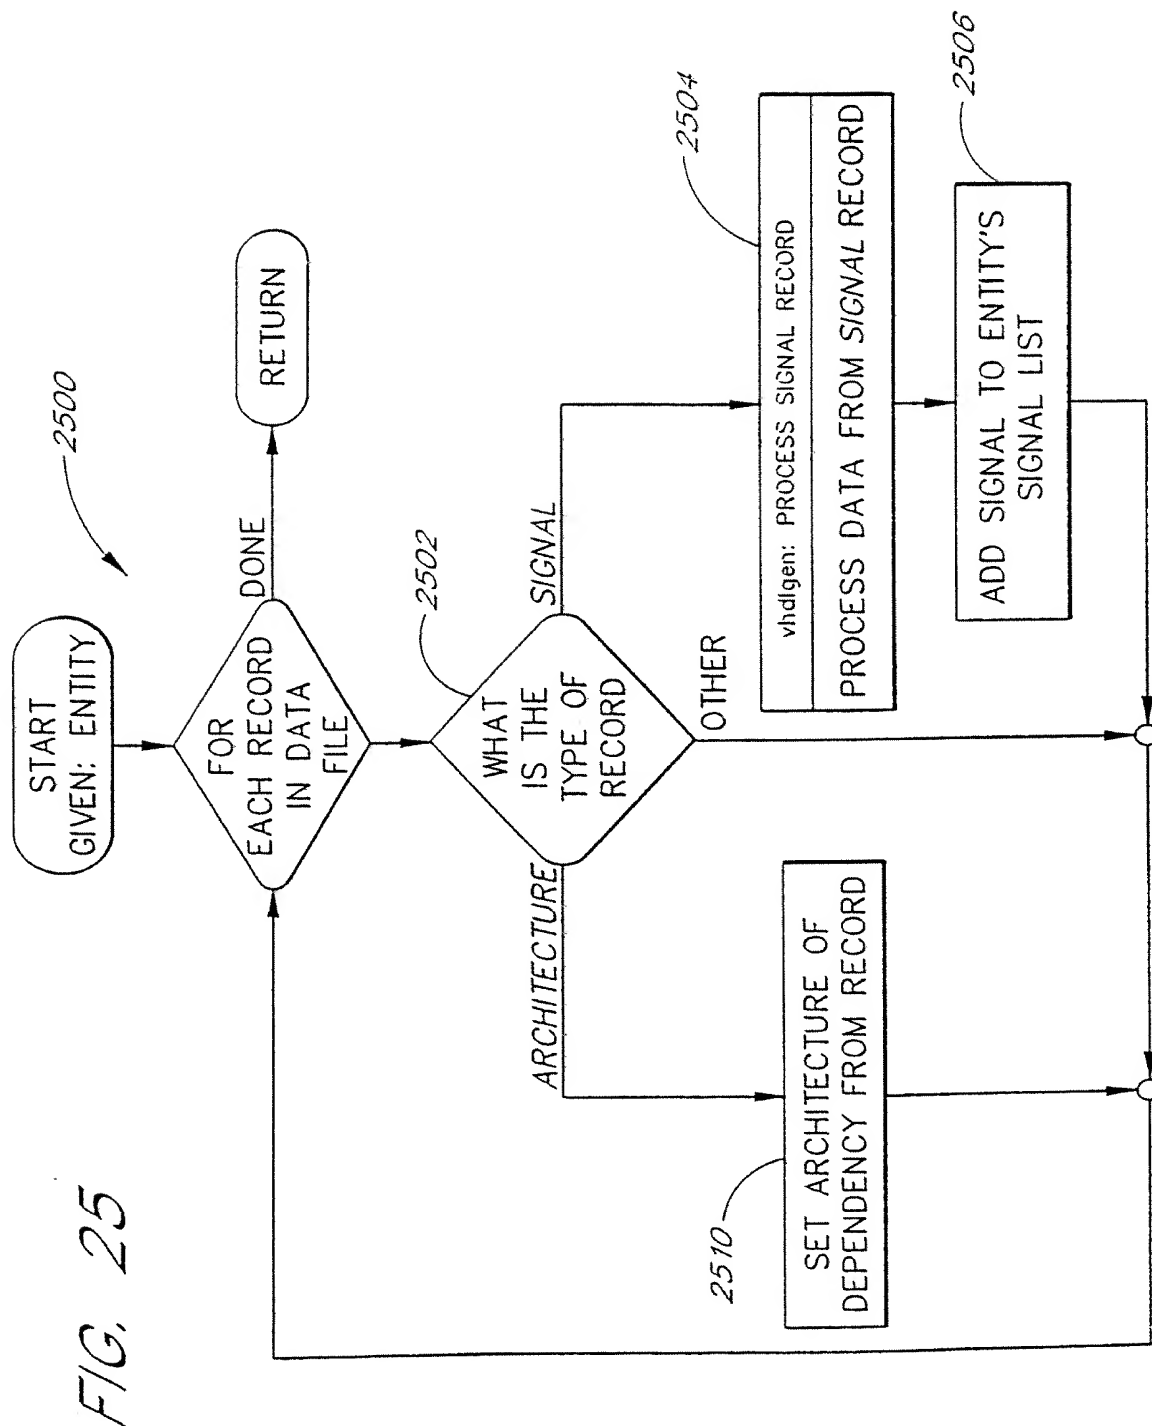 FIG. 25
2500
START
GIVEN: ENTITY
FOR
EACH RECORD
IN DATA
FILE
DONE
RETURN
2502
WHAT
IS THE
TYPE OF
RECORD
ARCHITECTURE
SIGNAL
OTHER
2510
SET ARCHITECTURE OF
DEPENDENCY FROM RECORD
2504
vhdlgen: PROCESS SIGNAL RECORD
PROCESS DATA FROM SIGNAL RECORD
2506
ADD SIGNAL TO ENTITY'S
SIGNAL LIST